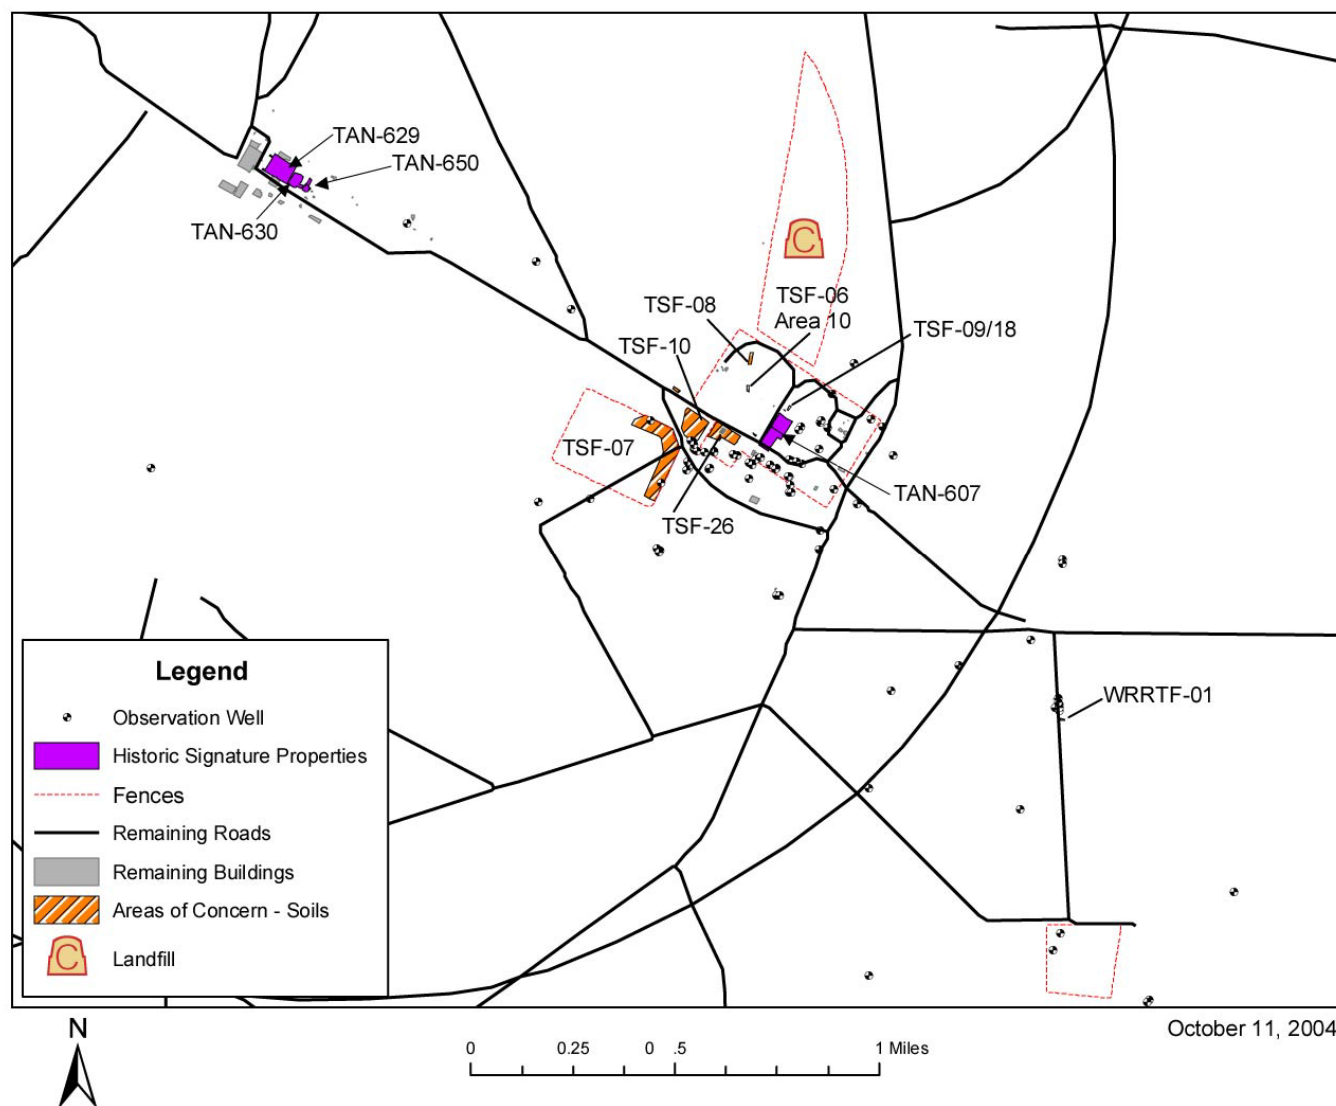 TAN-629
TAN-650
TAN-630
C
TSF-08
TSF-06
Area 10
TSF-09/18
TSF-10
TSF-07
TAN-607
TSF-26
WRRTF-01
Legend
Observation Well
Historic Signature Properties
Fences
Remaining Roads
Remaining Buildings
Areas of Concern - Soils
C
Landfill
N
October 11, 2004
0 0.25 0 .5 1 Miles